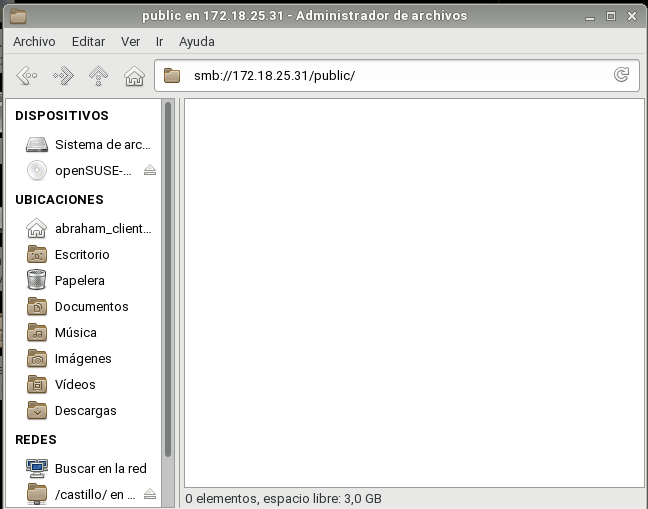 public en 172.18.25.31 - Administrador de archivos
Archivo Editar Ver Ir Ayuda
smb://172.18.25.31/public/
DISPOSITIVOS
Sistema de arc...
openSUSE-...
UBICACIONES
abraham_client...
Escritorio
Papelera
Documentos
Música
Imágenes
Vídeos
Descargas
REDES
Buscar en la red
/castillo/ en ...
0 elementos, espacio libre: 3,0 GB